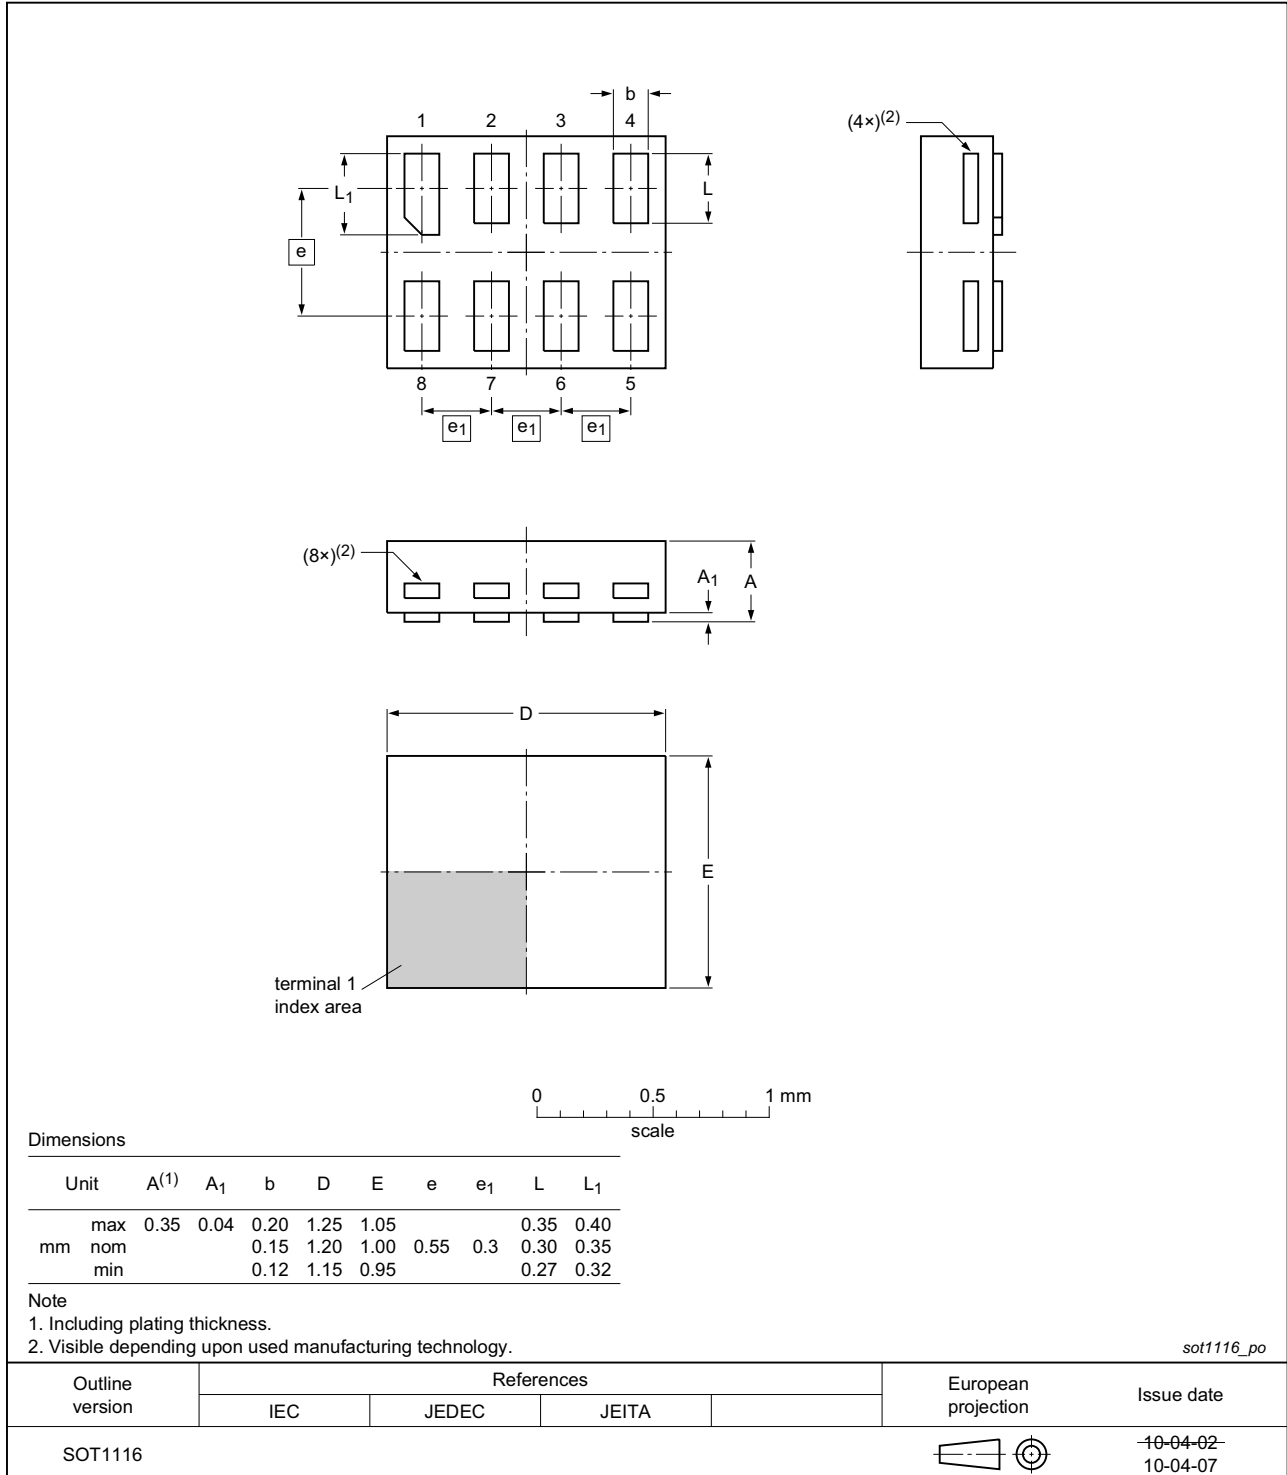 b
1 2 3 4
(4×)(2)
L1
L
e
8 7 6 5
e1 e1 e1
(8×)(2)
A1
A
D
E
terminal 1
index area
0 0.5 1 mm
scale
Dimensions
Unit A(1) A1 b D E e e1 L L1
max 0.35 0.04 0.20 1.25 1.05 0.35 0.40
mm nom 0.15 1.20 1.00 0.55 0.3 0.30 0.35
min 0.12 1.15 0.95 0.27 0.32
Note
1. Including plating thickness.
2. Visible depending upon used manufacturing technology.
sot1116_po
Outline
version
References
IEC JEDEC JEITA
European
projection
Issue date
SOT1116
10-04-02
10-04-07